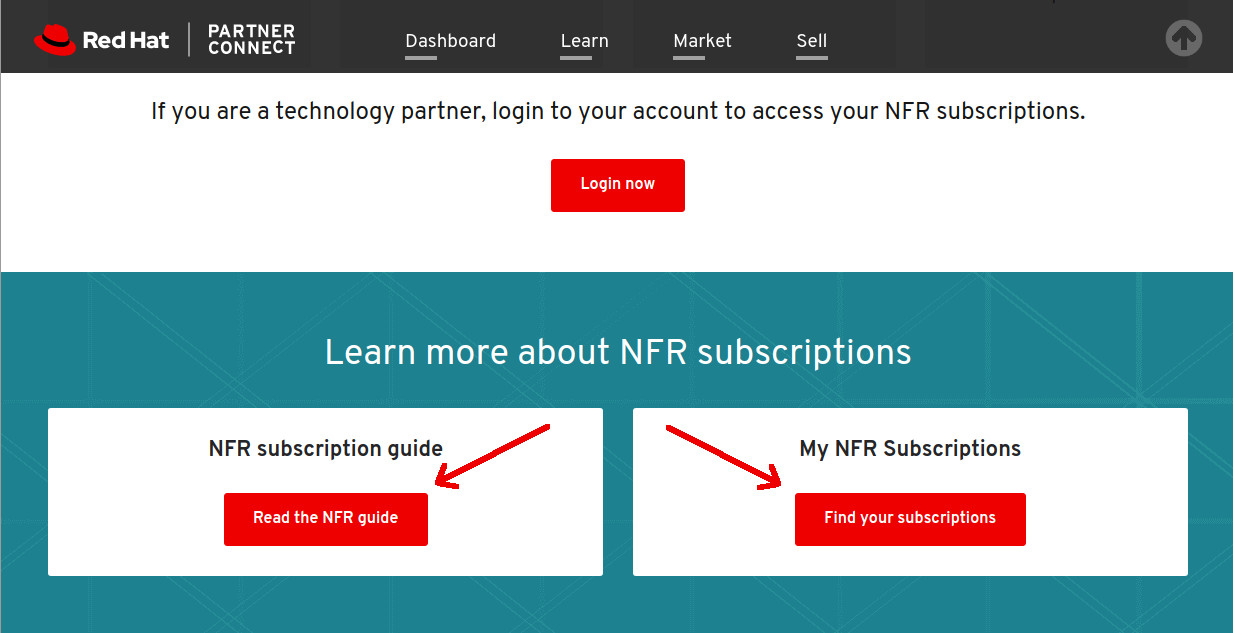 Red Hat
PARTNER
CONNECT
Dashboard
Learn
Market
Sell
If you are a technology partner, login to your account to access your NFR subscriptions.
Login now
Learn more about NFR subscriptions
NFR subscription guide
Read the NFR guide
My NFR Subscriptions
Find your subscriptions